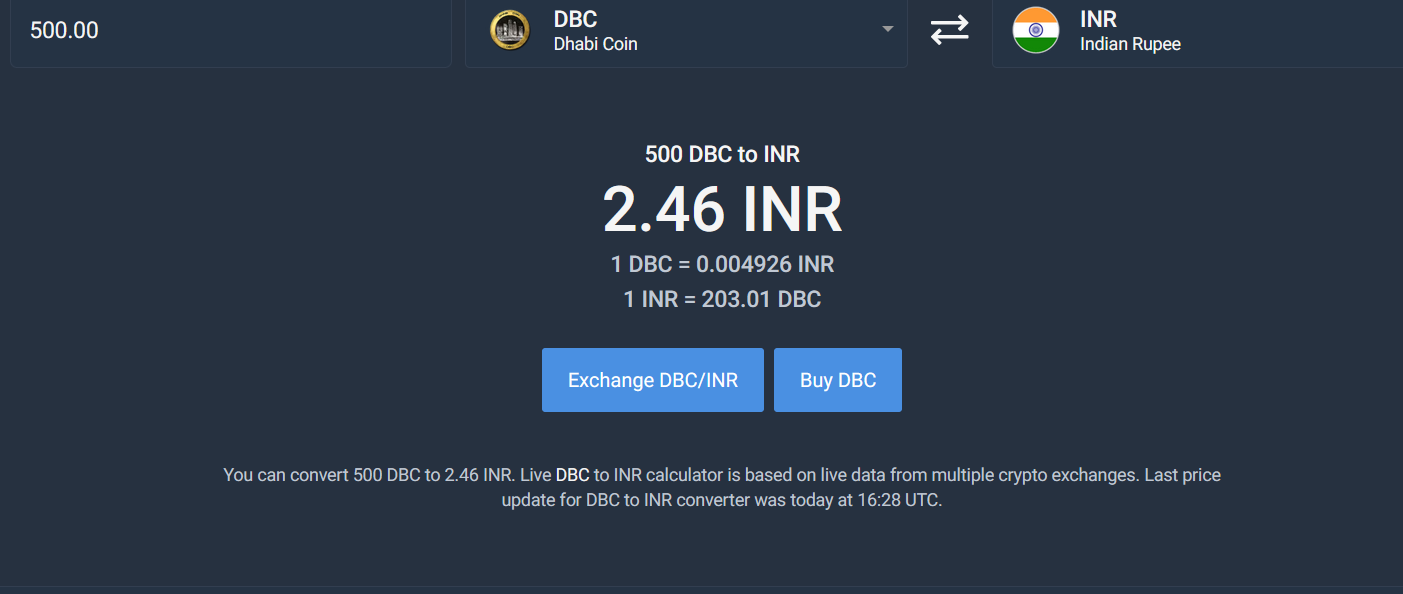 500.00
DBC
Dhabi Coin
INR
Indian Rupee
500 DBC to INR
2.46 INR
1 DBC = 0.004926 INR
1 INR = 203.01 DBC
Exchange DBC/INR
Buy DBC
You can convert 500 DBC to 2.46 INR. Live DBC to INR calculator is based on live data from multiple crypto exchanges. Last price
update for DBC to INR converter was today at 16:28 UTC.